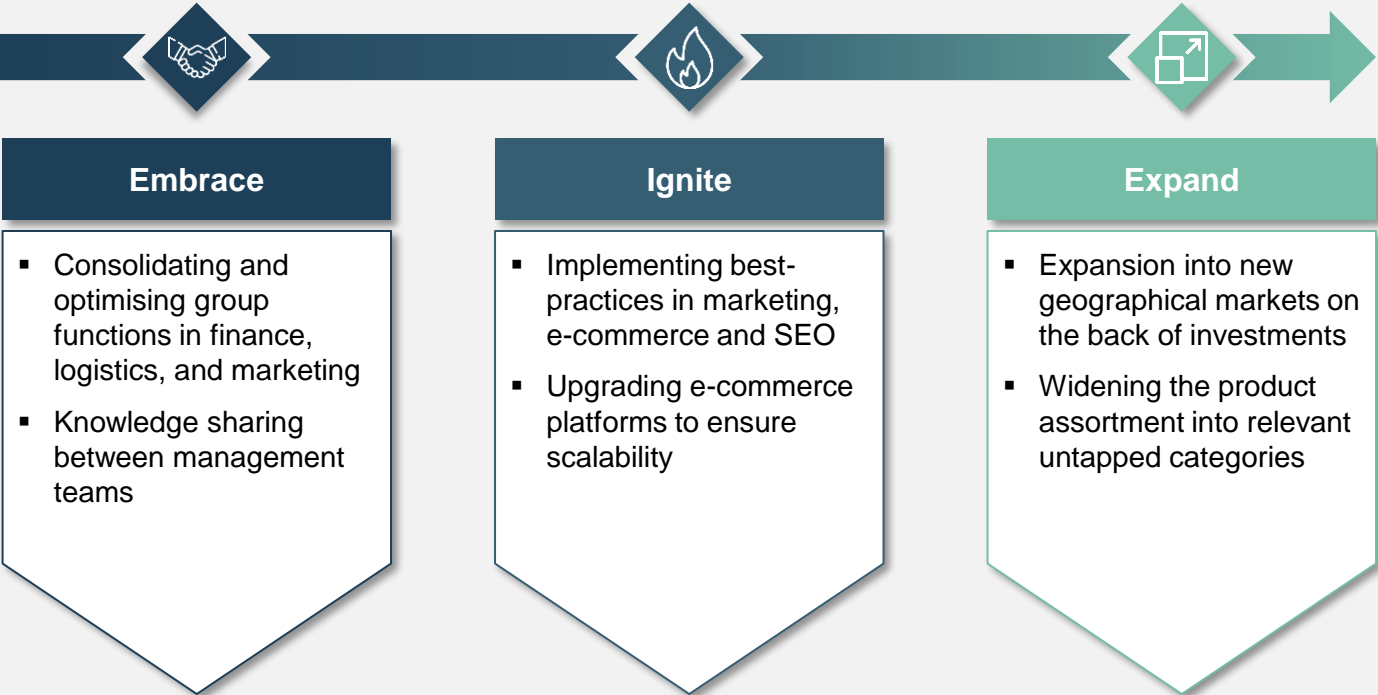 Embrace
▪ Consolidating and
optimising group
functions in finance,
logistics, and marketing
▪ Knowledge sharing
between management
teams
Ignite
▪ Implementing best-
practices in marketing,
e-commerce and SEO
▪ Upgrading e-commerce
platforms to ensure
scalability
Expand
▪ Expansion into new
geographical markets on
the back of investments
▪ Widening the product
assortment into relevant
untapped categories